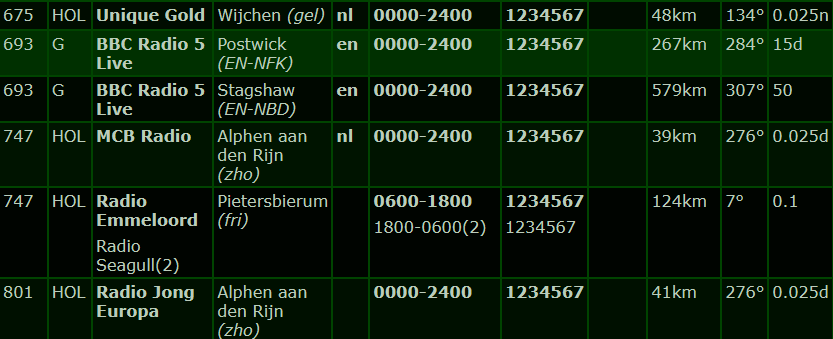 675 HOL Unique Gold Wijchen (gel) nl 0000-2400 1234567 48km 134° 0.025n
693 G BBC Radio 5 Postwick en 0000-2400 1234567 267km 284° 15d
Live (EN-NFK)
693 G BBC Radio 5 Stagshaw en 0000-2400 1234567 579km 307° 50
Live (EN-NBD)
747 HOL MCB Radio Alphen aan nl 0000-2400 1234567 39km 276° 0.025d
den Rijn
(zho)
747 HOL Radio Pietersbierum 0600-1800 1234567 124km 7° 0.1
Emmeloord (fri)
1800-0600(2) 1234567
Radio
Seagull(2)
801 HOL Radio Jong Alphen aan 0000-2400 1234567 41km 276° 0.025d
Europa den Rijn
(zho)